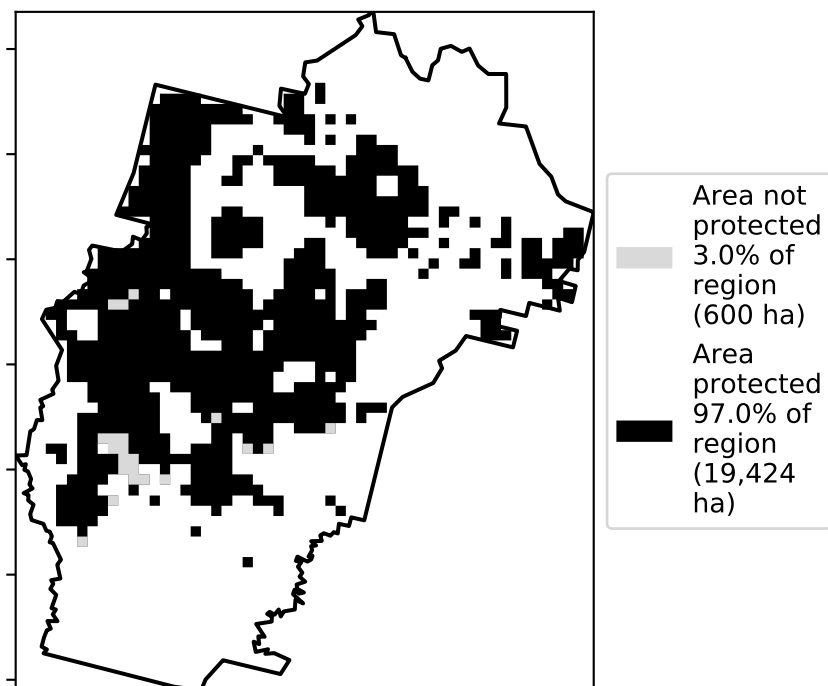 Area not
protected
3.0% of
region
(600 ha)
Area
protected
97.0% of
region
(19,424
ha)